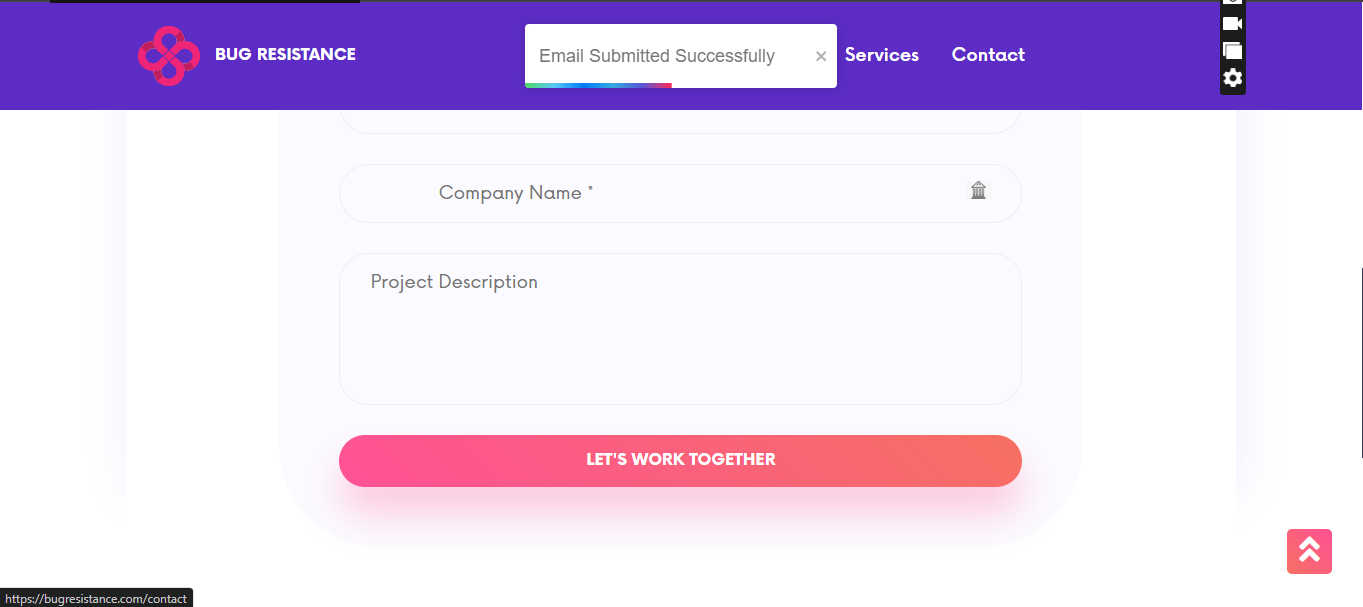 BUG RESISTANCE
Email Submitted Successfully ×
Services
Contact
Company Name *
Project Description
LET'S WORK TOGETHER
https://bugresistance.com/contact